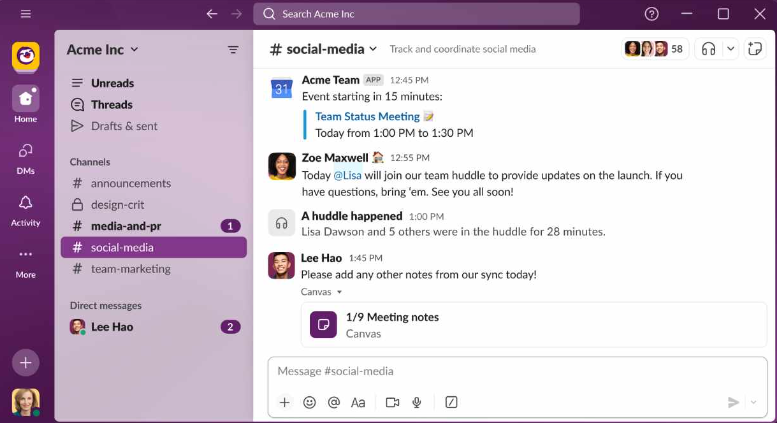 Search Acme Inc
Acme Inc
# social-media
Track and coordinate social media
58
Home
DMs
Activity
More
Unreads
Threads
Drafts & sent
Channels
# announcements
design-crit
# media-and-pr 1
# social-media
# team-marketing
Direct messages
Lee Hao 2
31
Acme Team APP 12:45 PM
Event starting in 15 minutes:
Team Status Meeting
Today from 1:00 PM to 1:30 PM
Zoe Maxwell 12:55 PM
Today @Lisa will join our team huddle to provide updates on the launch. If you
have questions, bring ‘em. See you all soon!
A huddle happened 1:00 PM
Lisa Dawson and 5 others were in the huddle for 28 minutes.
Lee Hao 1:45 PM
Please add any other notes from our sync today!
Canvas
1/9 Meeting notes
Canvas
Message #social-media
Aa